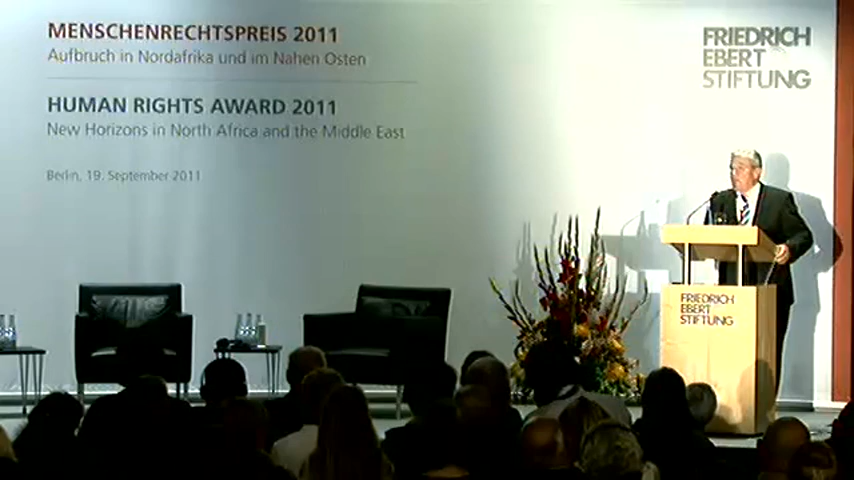 MENSCHENRECHTSPREIS 2011
Aufbruch in Nordafrika und im Nahen Osten
HUMAN RIGHTS AWARD 2011
New Horizons in North Africa and the Middle East
Berlin, 19. September 2011
FRIEDRICH
EBERT
STIFTUNG
FRIEDRICH
EBERT
STIFTUNG